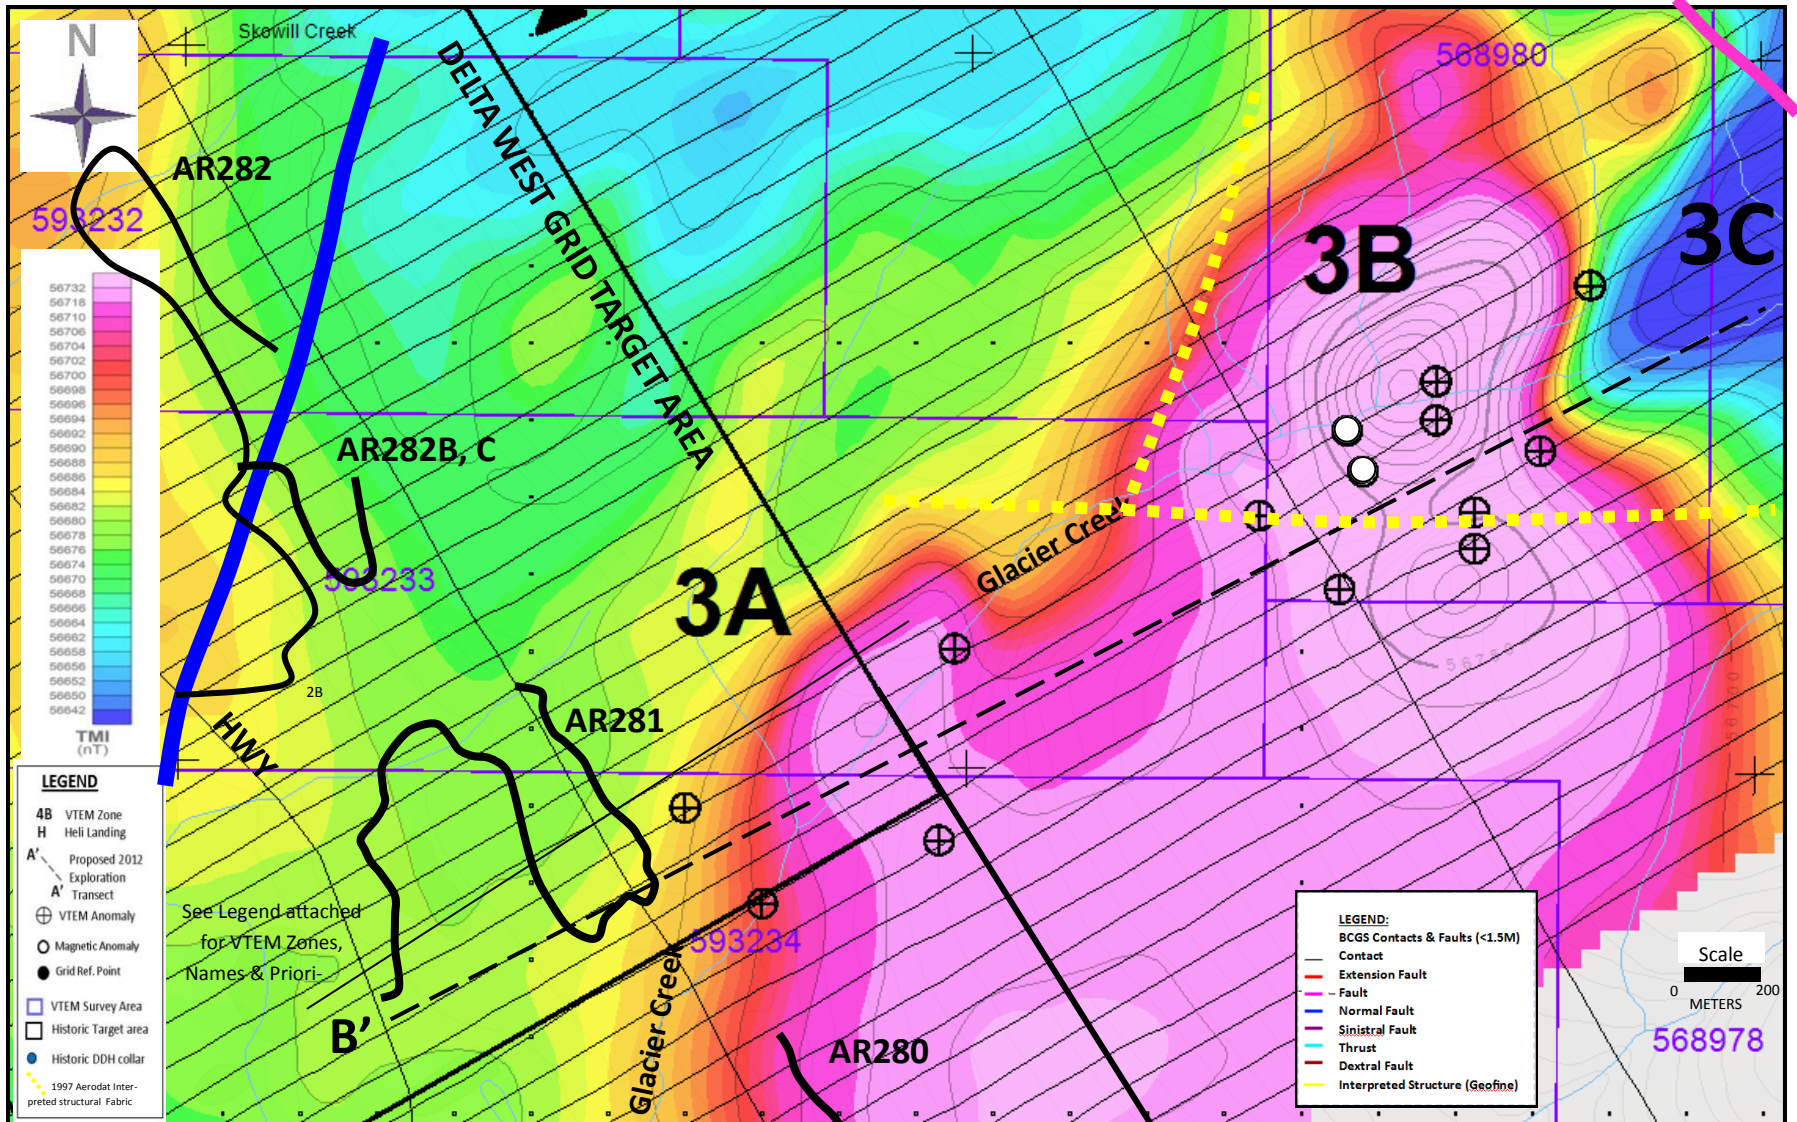 Skowill Creek
N
568980
DELTA WEST GRID TARGET AREA
AR282
593232
3B
3C
56732
56718
56710
56706
56704
56702
56700
56698
56696
56694
56692
56690
56688
56686
56684
56682
56680
56678
56676
56674
56670
56668
56666
56664
56662
56660
56658
56656
56652
56650
56642
TMI
(nT)
AR282B, C
593233
Glacier Creek
3A
2B
HWY
AR281
56750
56700
LEGEND
4B VTEM Zone
H Heli Landing
A' Proposed 2012
Exploration
A' Transect
VTEM Anomaly
Magnetic Anomaly
Grid Ref. Point
VTEM Survey Area
Historic Target area
Historic DDH collar
1997 Aerodat Inter-
preted structural Fabric
See Legend attached
for VTEM Zones,
Names & Priori-
B’
593234
Glacier Creek
AR280
LEGEND:
BCGS Contacts & Faults (<1.5M)
Contact
Extension Fault
Fault
Normal Fault
Sinistral Fault
Thrust
Dextral Fault
Interpreted Structure (Geofine)
Scale
0 200
METERS
568978